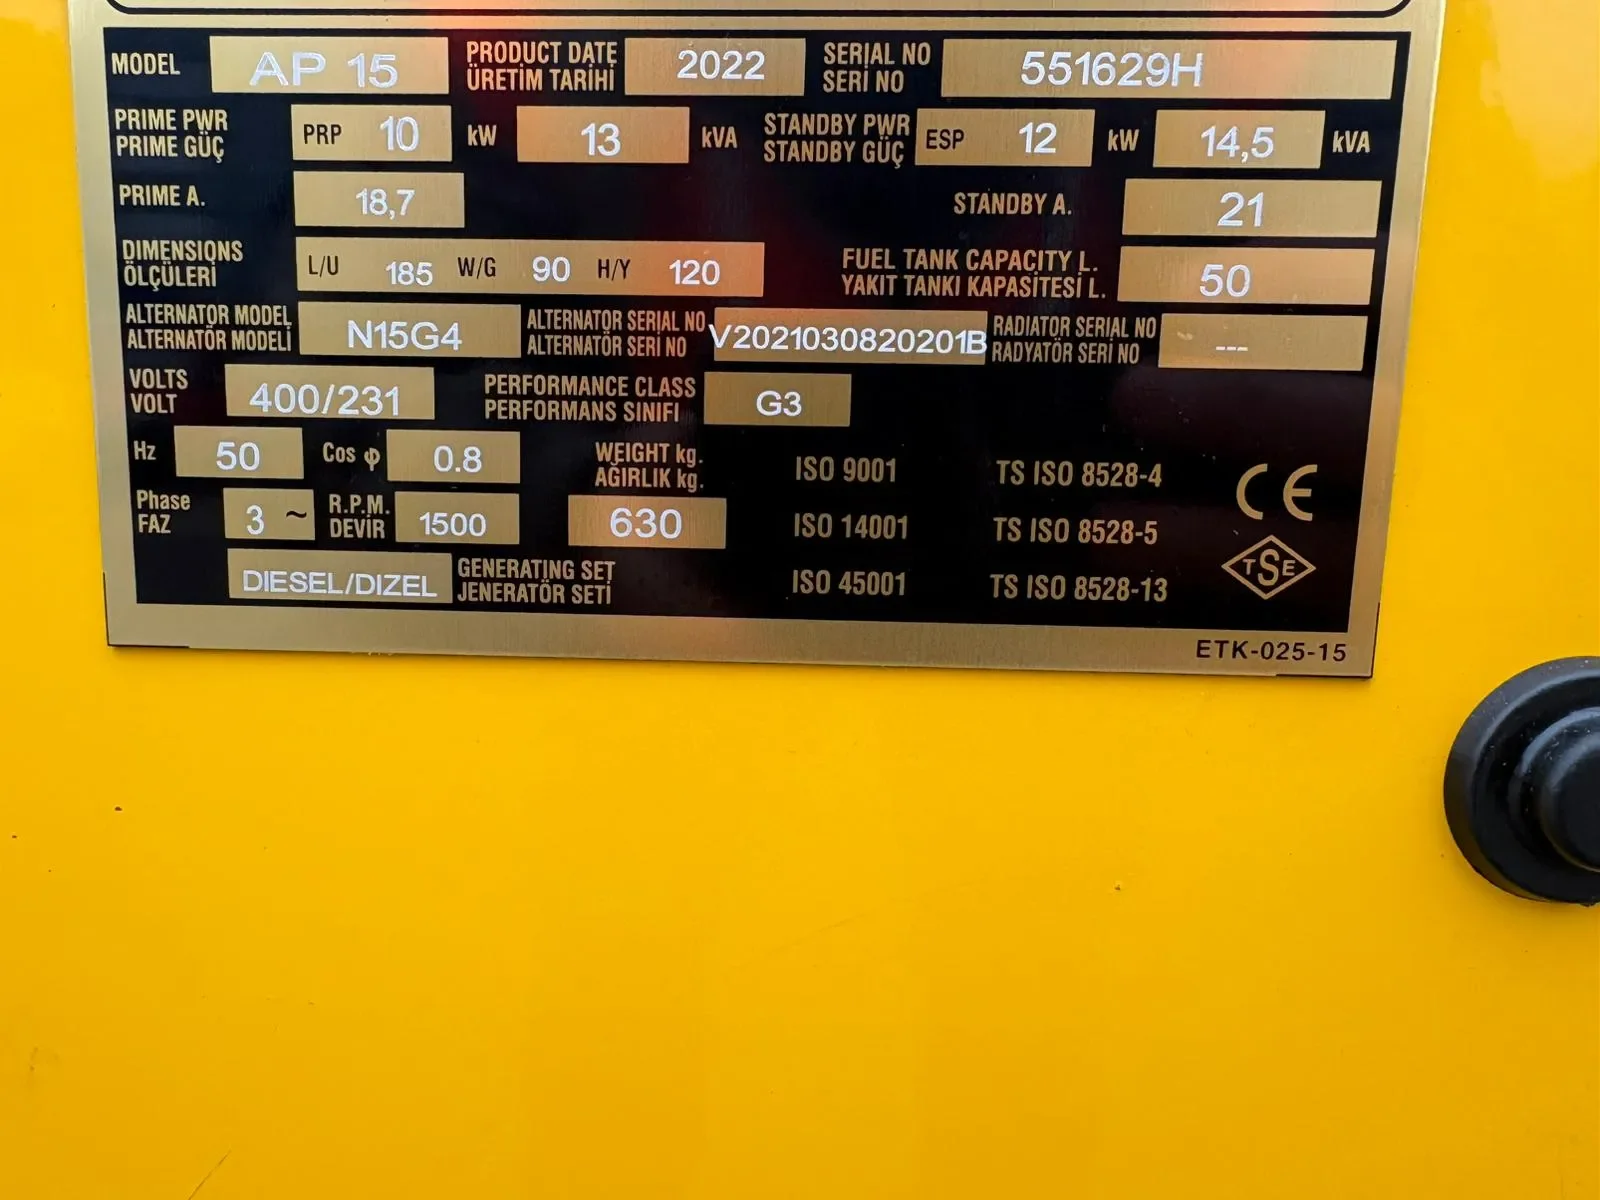 MODEL AP 15 PRODUCT DATE 2022 SERIAL NO 551629H
ÜRETİM TARİHİ SERİ NO
PRIME PWR PRP 10 kW 13 kVA STANDBY PWR ESP 12 kW 14,5 kVA
PRIME GÜÇ STANDBY GÜÇ
PRIME A. 18,7 STANDBY A. 21
DIMENSIONS L/U 185 W/G 90 H/Y 120 FUEL TANK CAPACITY L. 50
ÖLÇÜLERİ YAKIT TANKI KAPASİTESİ L.
ALTERNATOR MODEL N15G4 ALTERNATOR SERIAL NO V2021030820201B RADIATOR SERIAL NO ---
ALTERNATÖR MODELİ ALTERNATÖR SERI NO RADYATÖR SERİ NO
VOLTS 400/231 PERFORMANCE CLASS G3
VOLT PERFORMANS SINIFI
Hz 50 Cos φ 0.8 WEIGHT kg. ISO 9001 TS ISO 8528-4 CE
AĞIRLIK kg.
Phase 3 ~ R.P.M. 1500 630 ISO 14001 TS ISO 8528-5
FAZ DEVİR
DIESEL/DIZEL GENERATING SET ISO 45001 TS ISO 8528-13 TSE
JENERATÖR SETİ
ETK-025-15